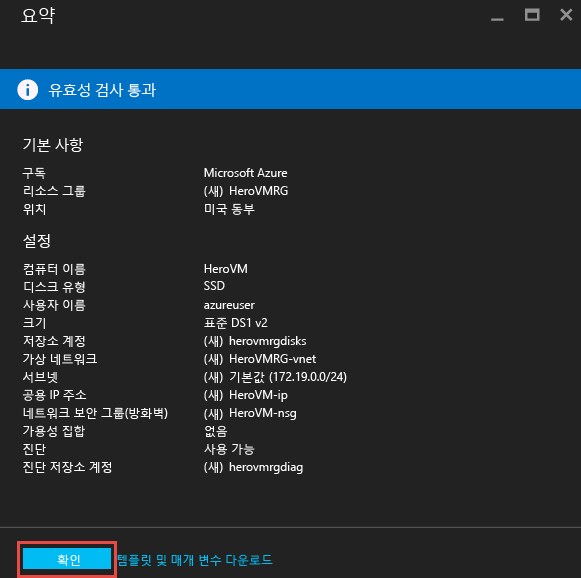 요약
유효성 검사 통과
기본 사항
구독 Microsoft Azure
리소스 그룹 (새) HeroVMRG
위치 미국 동부
설정
컴퓨터 이름 HeroVM
디스크 유형 SSD
사용자 이름 azureuser
크기 표준 DS1 v2
저장소 계정 (새) herovmrgdisks
가상 네트워크 (새) HeroVMRG-vnet
서브넷 (새) 기본값 (172.19.0.0/24)
공용 IP 주소 (새) HeroVM-ip
네트워크 보안 그룹(방화벽) (새) HeroVM-nsg
가용성 집합 없음
진단 사용 가능
진단 저장소 계정 (새) herovmrgdiag
확인 템플릿 및 매개 변수 다운로드